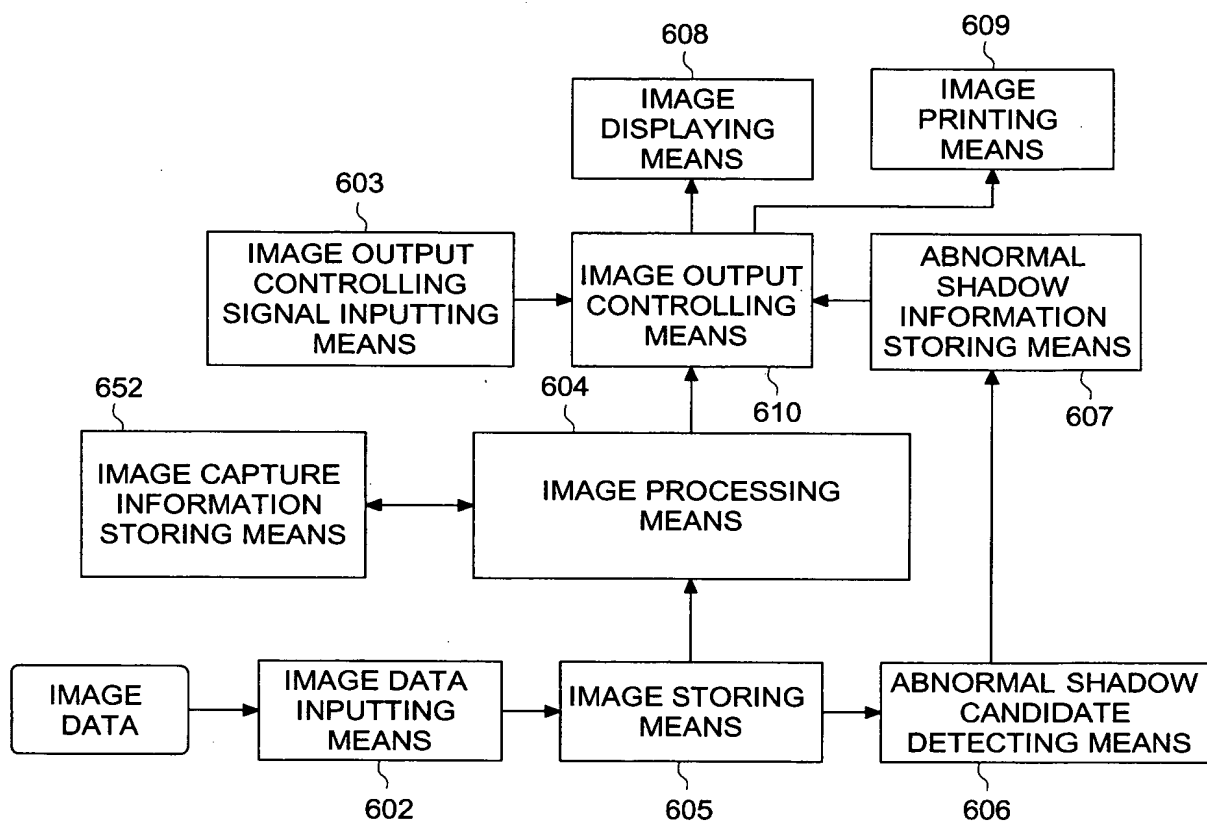 608
IMAGE
DISPLAYING
MEANS
609
IMAGE
PRINTING
MEANS
603
IMAGE OUTPUT
CONTROLLING
SIGNAL INPUTTING
MEANS
IMAGE OUTPUT
CONTROLLING
MEANS
610
ABNORMAL
SHADOW
INFORMATION
STORING MEANS
607
652
IMAGE CAPTURE
INFORMATION
STORING MEANS
604
IMAGE PROCESSING
MEANS
IMAGE
DATA
IMAGE DATA
INPUTTING
MEANS
602
IMAGE STORING
MEANS
605
ABNORMAL SHADOW
CANDIDATE
DETECTING MEANS
606